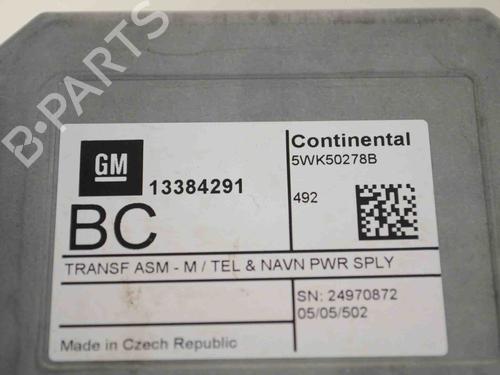 B-PARTS
GM
13384291
BC
Continental
5WK50278B
492
TRANSF ASM - M / TEL & NAVN PWR SPLY
SN: 24970872
05/05/502
Made in Czech Republic